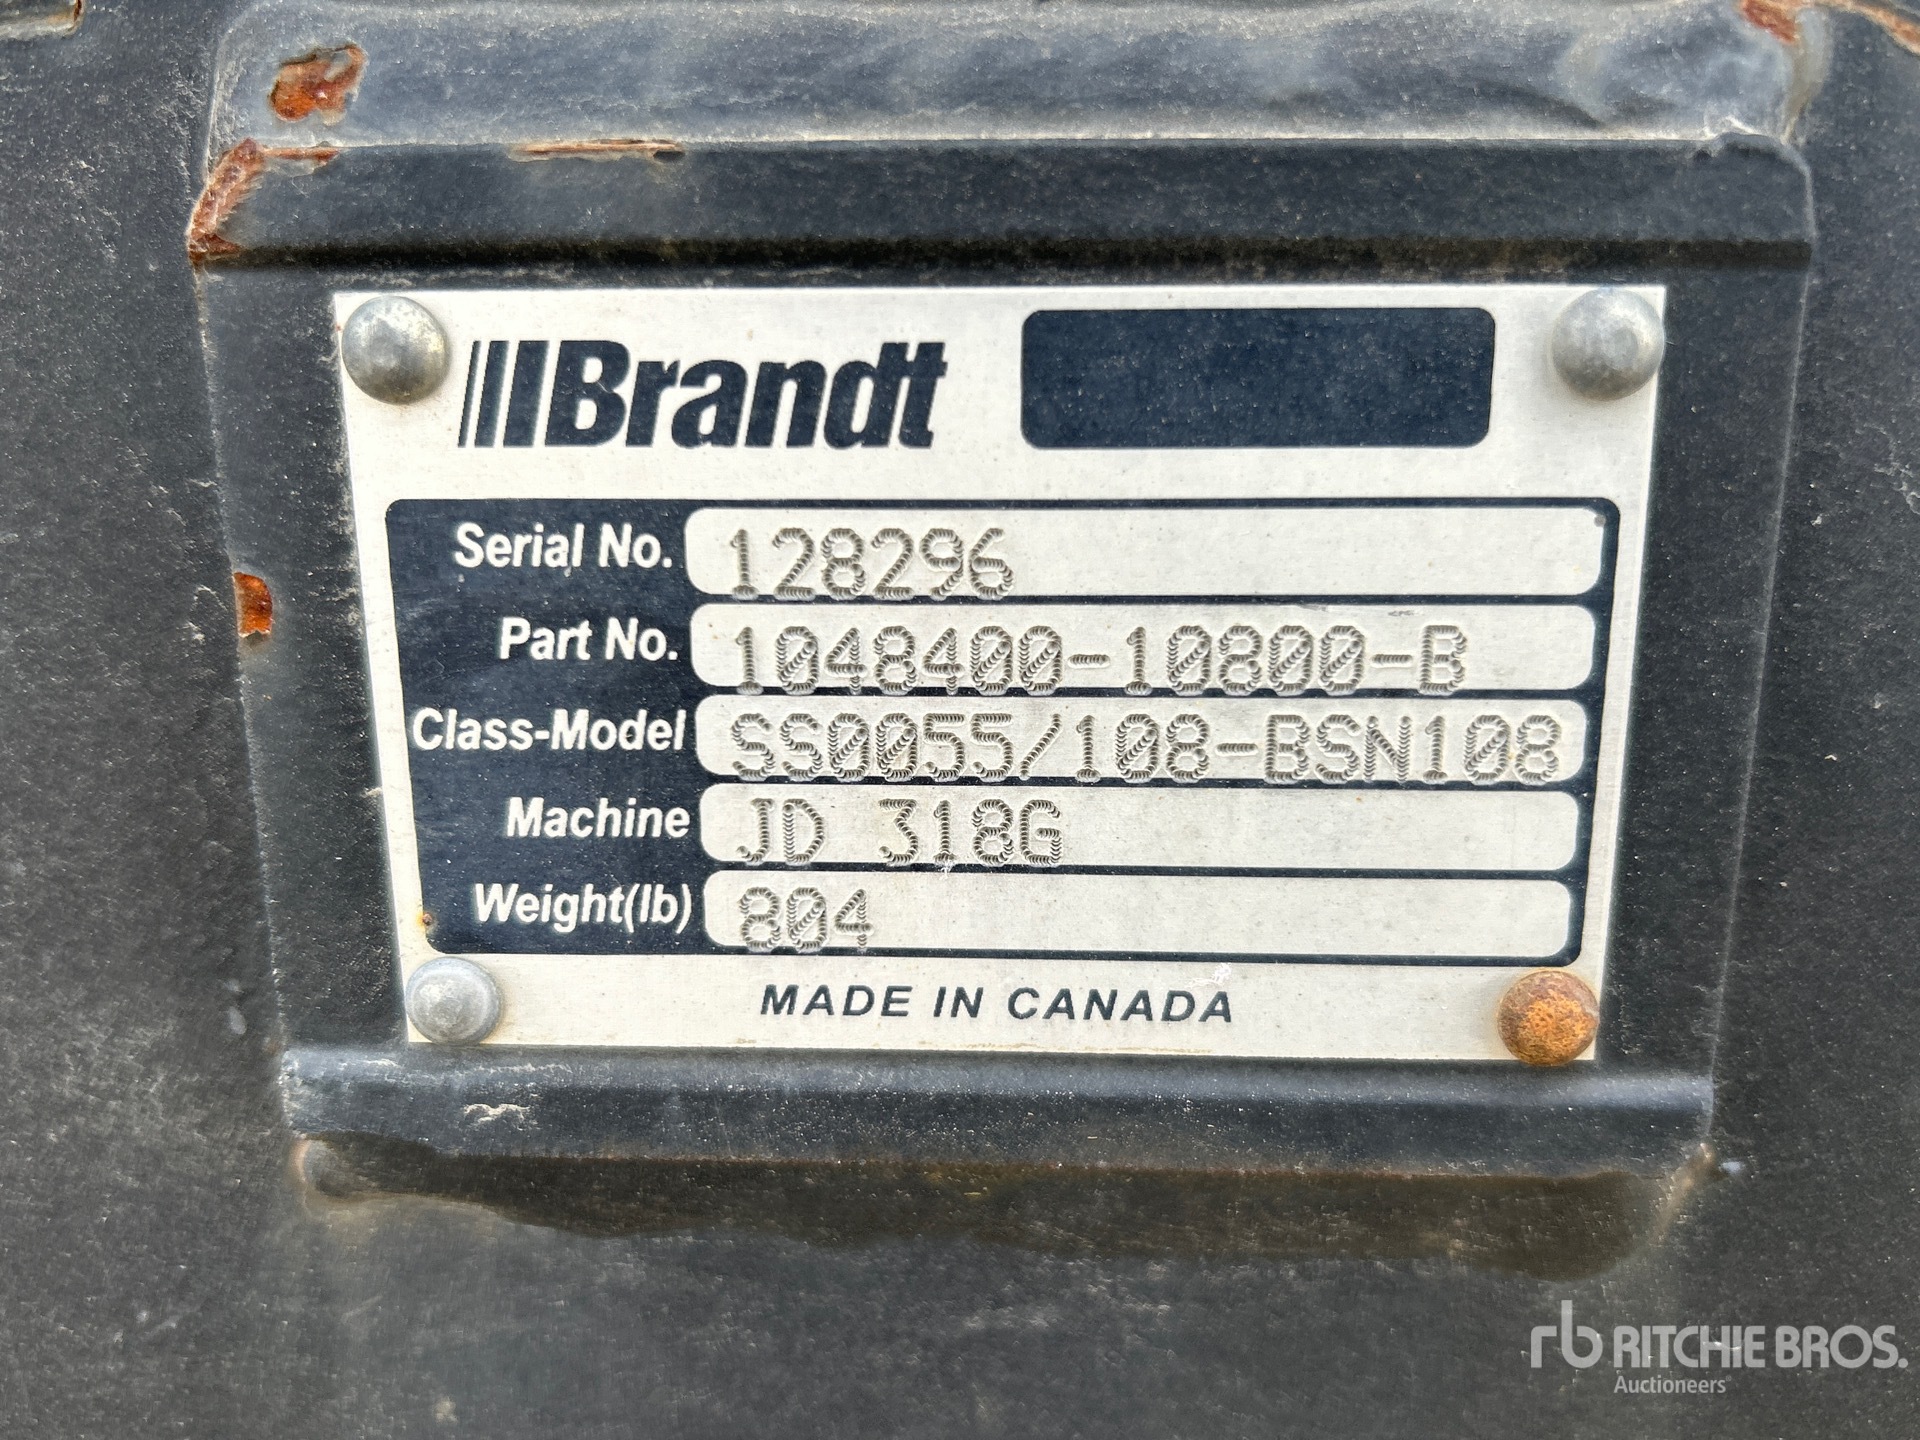 Brandt
Serial No. 128296
Part No. 1048400-10800-B
Class-Model SS0055/108-BSN108
Machine JD 318G
Weight(lb) 804
MADE IN CANADA
rb RITCHIE BROS.
Auctioneers